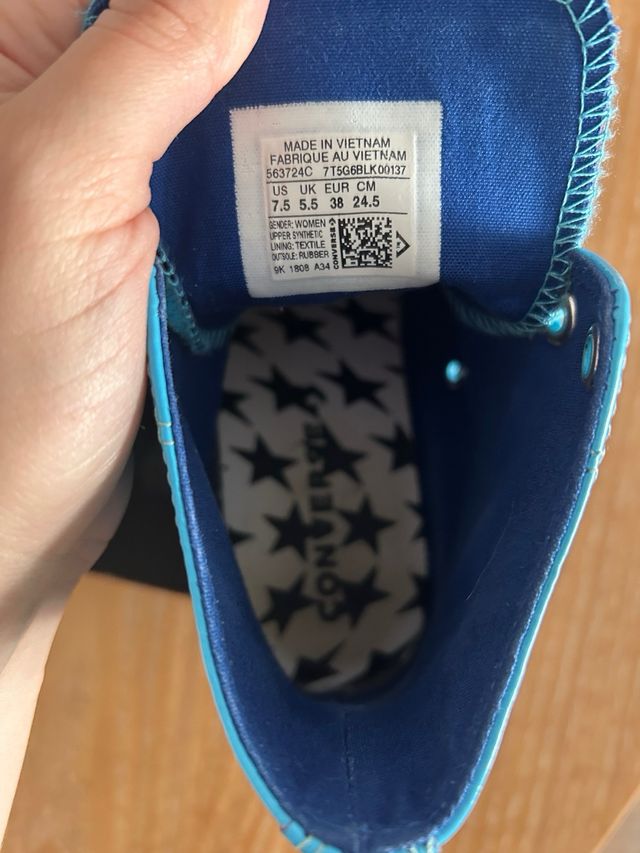 MADE IN VIETNAM
FABRIQUE AU VIETNAM
563724C 7T5G6BLK00137
US UK EUR CM
7.5 5.5 38 24.5
GENDER: WOMEN
UPPER SYNTHETIC
LINING: TEXTILE
OUTSOLE: RUBBER
9K 1808 A34
CONVERSE
CONVERSE